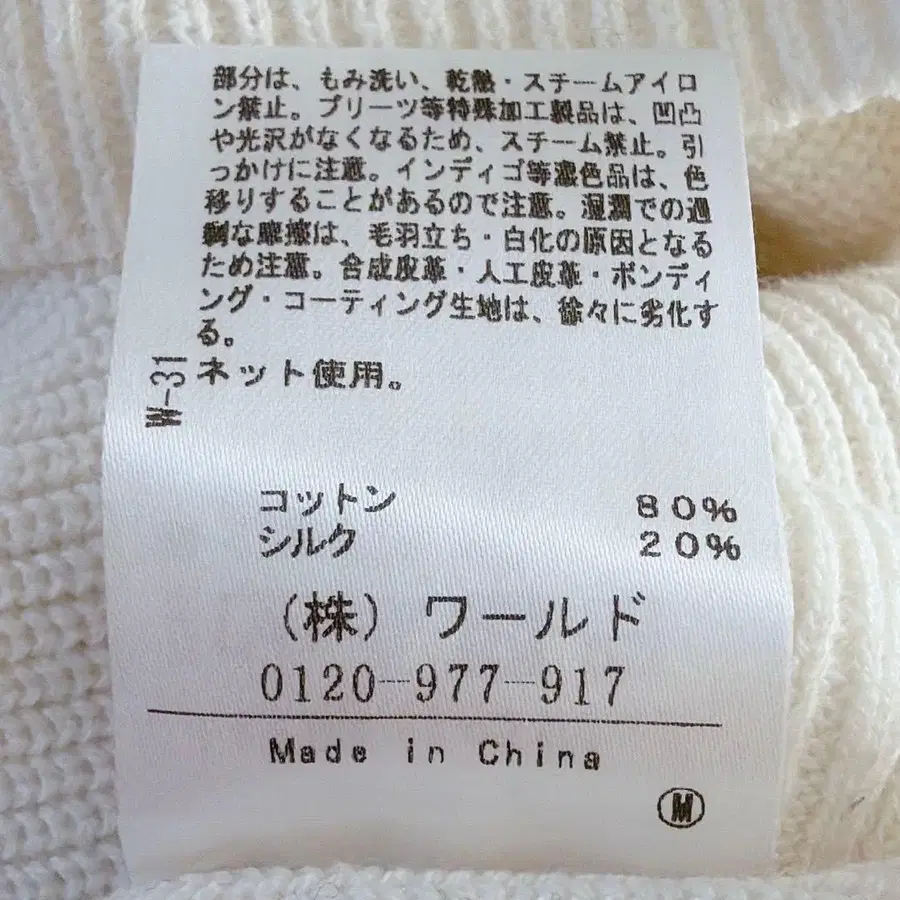 部分は、もみ洗い、乾熱・スチームアイロ
ン禁止。プリーツ等特殊加工製品は、凹凸
や光沢がなくなるため、スチーム禁止。引
っかけに注意。インディゴ等濃色品は、色
移りすることがあるので注意。湿潤での過
剰な摩擦は、毛羽立ち・白化の原因となる
ため注意。合成皮革・人工皮革・ボンディ
ング・コーティング生地は、徐々に劣化す
る。
ネット使用。
W-31
コットン 80%
シルク 20%
(株) ワールド
0120-977-917
Made in China
M